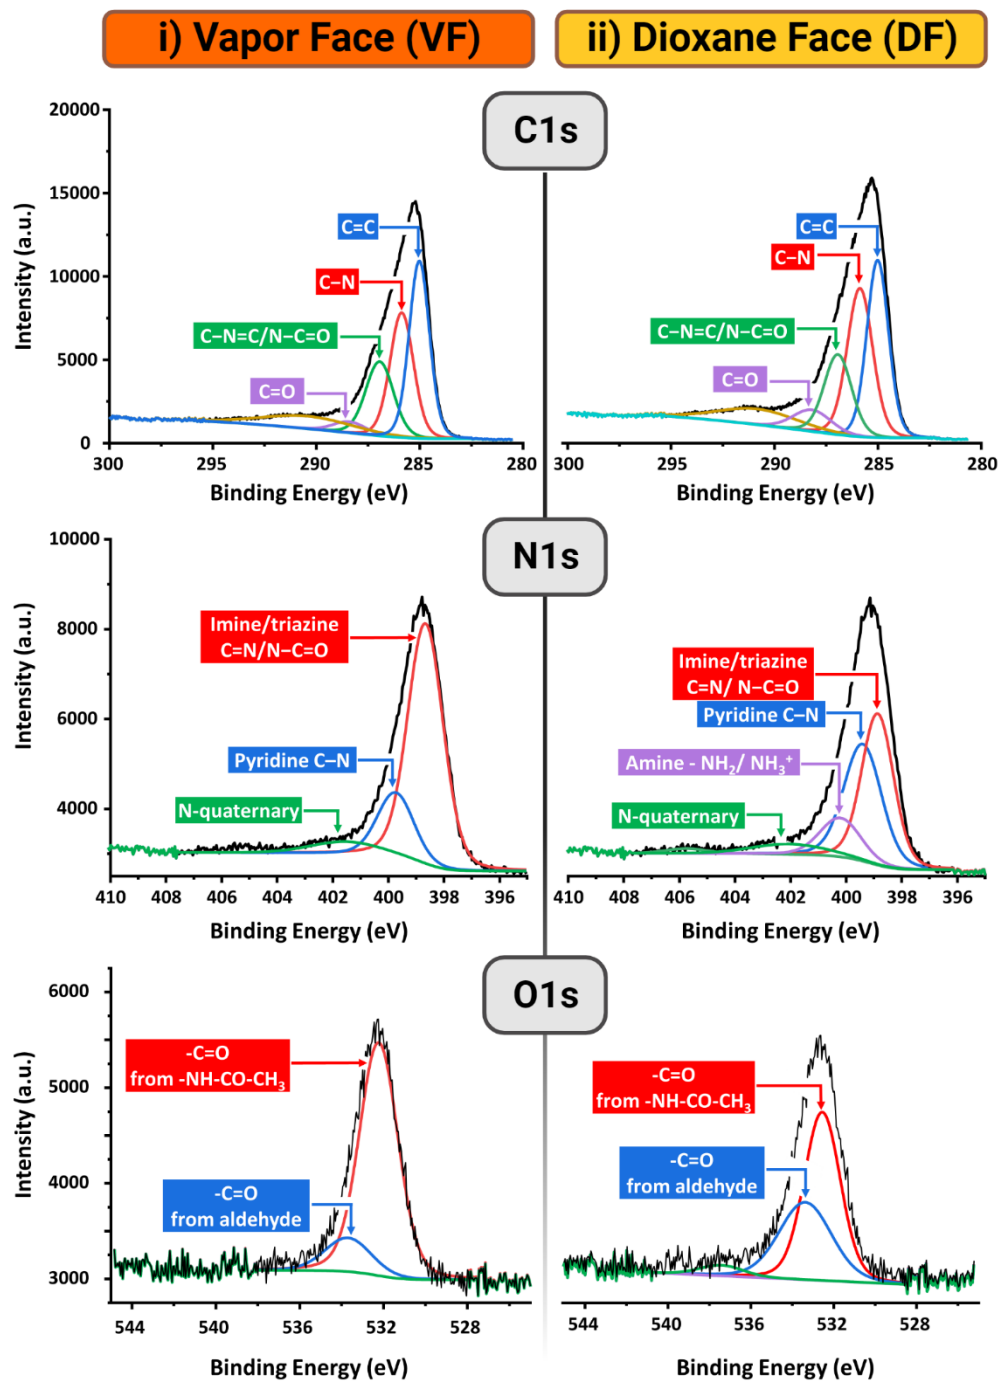 i) Vapor Face (VF)
ii) Dioxane Face (DF)
C1s
20000
15000
10000
5000
0
Intensity (a.u.)
C=C
C–N
C–N=C/N–C=O
C=O
300
295
290
285
280
Binding Energy (eV)
C=C
C–N
C–N=C/N–C=O
C=O
300
295
290
285
280
Binding Energy (eV)
N1s
10000
8000
6000
4000
Intensity (a.u.)
Imine/triazine
C=N/N–C=O
Pyridine C–N
N-quaternary
410
408
406
404
402
400
398
396
Binding Energy (eV)
Imine/triazine
C=N/ N–C=O
Pyridine C–N
Amine - NH₂/ NH₃⁺
N-quaternary
410
408
406
404
402
400
398
396
Binding Energy (eV)
O1s
6000
5000
4000
3000
Intensity (a.u.)
-C=O
from -NH-CO-CH₃
-C=O
from aldehyde
544
540
536
532
528
Binding Energy (eV)
-C=O
from -NH-CO-CH₃
-C=O
from aldehyde
544
540
536
532
528
Binding Energy (eV)